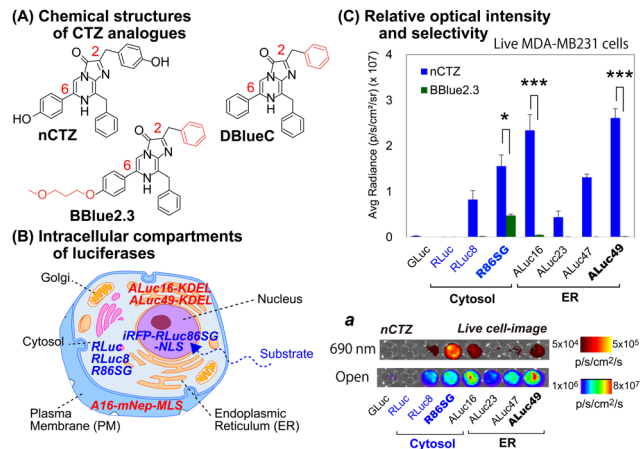 (A) Chemical structures
of CTZ analogues
2
O
OH
6
N
N
N
H
HO
nCTZ
2
O
N
N
N
H
DBlueC
2
O
6
N
N
N
H
O
O
BBlue2.3
(B) Intracellular compartments
of luciferases
Golgi
ALuc16-KDEL
ALuc49-KDEL
Nucleus
Cytosol
iRFP-RLuc86SG
-NLS
RLuc
RLuc8
R86SG
Substrate
Plasma
Membrane (PM)
A16-mNep-MLS
Endoplasmic
Reticulum (ER)
(C) Relative optical intensity
and selectivity
Live MDA-MB231 cells
Avg Radiance (p/s/cm²/sr) (x 107)
4
3
2
1
0
nCTZ
BBlue2.3
*
***
***
GLuc
RLuc
RLuc8
R86SG
ALuc16
ALuc23
ALuc47
ALuc49
Cytosol
ER
a
nCTZ
Live cell-image
690 nm
5x10⁴
5x10⁵
p/s/cm²/s
Open
1x10⁶
8x10⁷
p/s/cm²/s
GLuc
RLuc
RLuc8
R86SG
ALuc16
ALuc23
ALuc47
ALuc49
Cytosol
ER